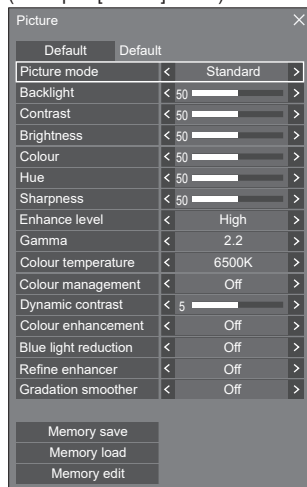 Picture ×
Default Default
Picture mode < Standard >
Backlight < 50 >
Contrast < 50 >
Brightness < 50 >
Colour < 50 >
Hue < 50 >
Sharpness < 50 >
Enhance level < High >
Gamma < 2.2 >
Colour temperature < 6500K >
Colour management < Off >
Dynamic contrast < 5 >
Colour enhancement < Off >
Blue light reduction < Off >
Refine enhancer < Off >
Gradation smoother < Off >
Memory save
Memory load
Memory edit